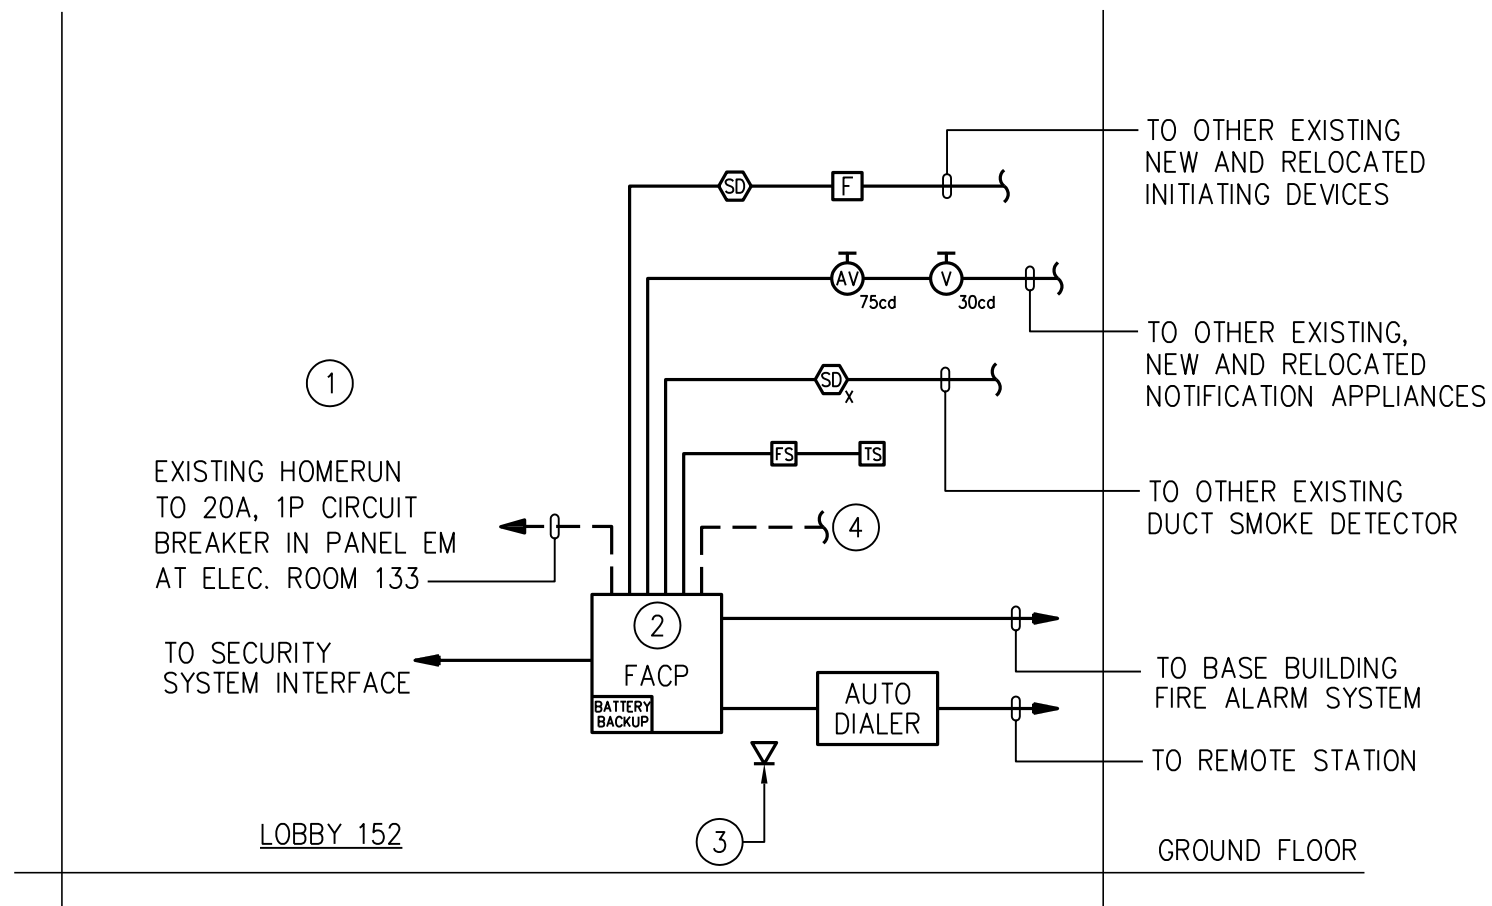 TO OTHER EXISTING
NEW AND RELOCATED
INITIATING DEVICES
SD
F
AV
V
75cd
30cd
TO OTHER EXISTING,
NEW AND RELOCATED
NOTIFICATION APPLIANCES
1
SD
X
FS
TS
EXISTING HOMERUN
TO 20A, 1P CIRCUIT
BREAKER IN PANEL EM
AT ELEC. ROOM 133
4
TO OTHER EXISTING
DUCT SMOKE DETECTOR
2
FACP
BATTERY
BACKUP
TO SECURITY
SYSTEM INTERFACE
AUTO
DIALER
TO BASE BUILDING
FIRE ALARM SYSTEM
TO REMOTE STATION
3
LOBBY 152
GROUND FLOOR